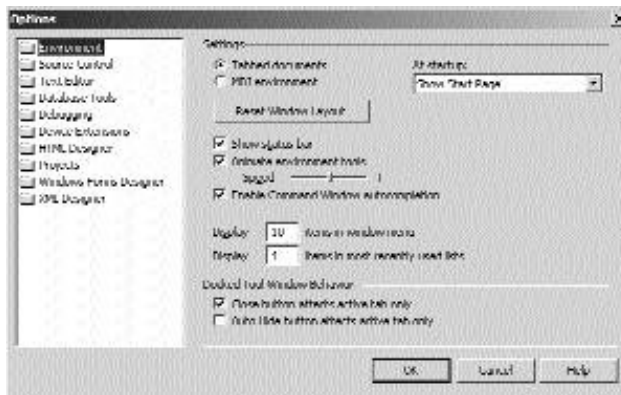 Options
Environment
Source Control
Text Editor
Database Tools
Debugging
Device Extensions
HTML Designer
Projects
Windows Forms Designer
XML Designer
Settings
Tabbed documents
MDI environment
At startup:
Show Start Page
Reset Window Layout
Show status bar
Animate environment tools
Speed
Enable Command Window autocompletion
Display 10 items in window menu
Display 4 items in most recently used lists
Docked Tool Window Behavior
Close button affects active tab only
Auto Hide button affects active tab only
OK Cancel Help